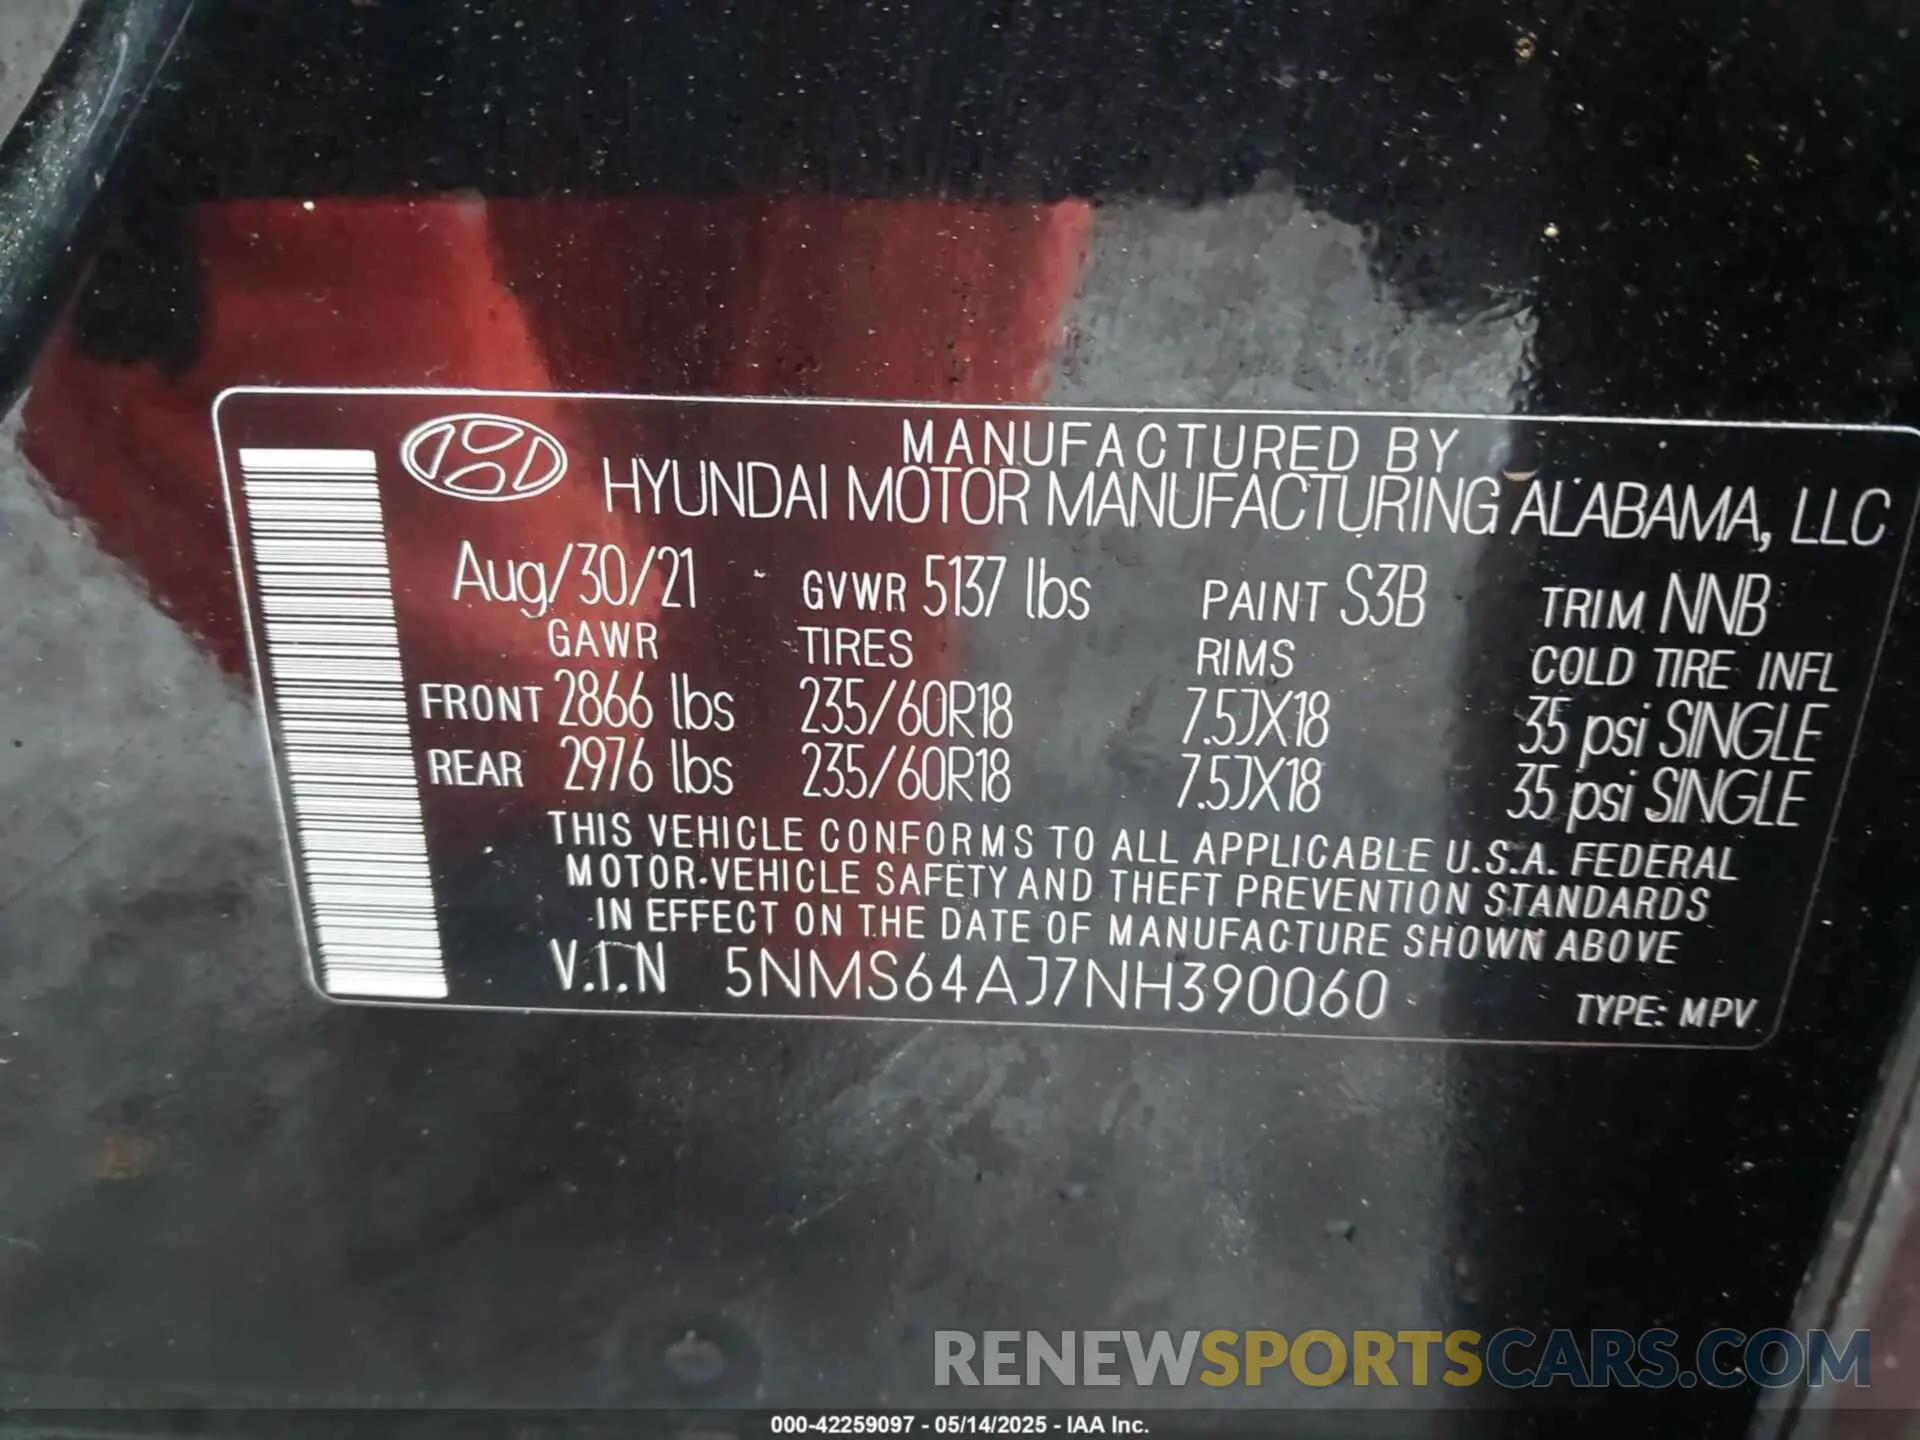 MANUFACTURED BY
HYUNDAI MOTOR MANUFACTURING ALABAMA, LLC
Aug/30/21 GVWR 5137 lbs PAINT S3B TRIM NNB
GAWR TIRES RIMS COLD TIRE INFL
FRONT 2866 lbs 235/60R18 7.5JX18 35 psi SINGLE
REAR 2976 lbs 235/60R18 7.5JX18 35 psi SINGLE
THIS VEHICLE CONFORMS TO ALL APPLICABLE U.S.A. FEDERAL
MOTOR-VEHICLE SAFETY AND THEFT PREVENTION STANDARDS
IN EFFECT ON THE DATE OF MANUFACTURE SHOWN ABOVE
V.I.N 5NMS64AJ7NH390060 TYPE: MPV
RENEWSPORTSCARS.COM
000-42259097 - 05/14/2025 - IAA Inc.